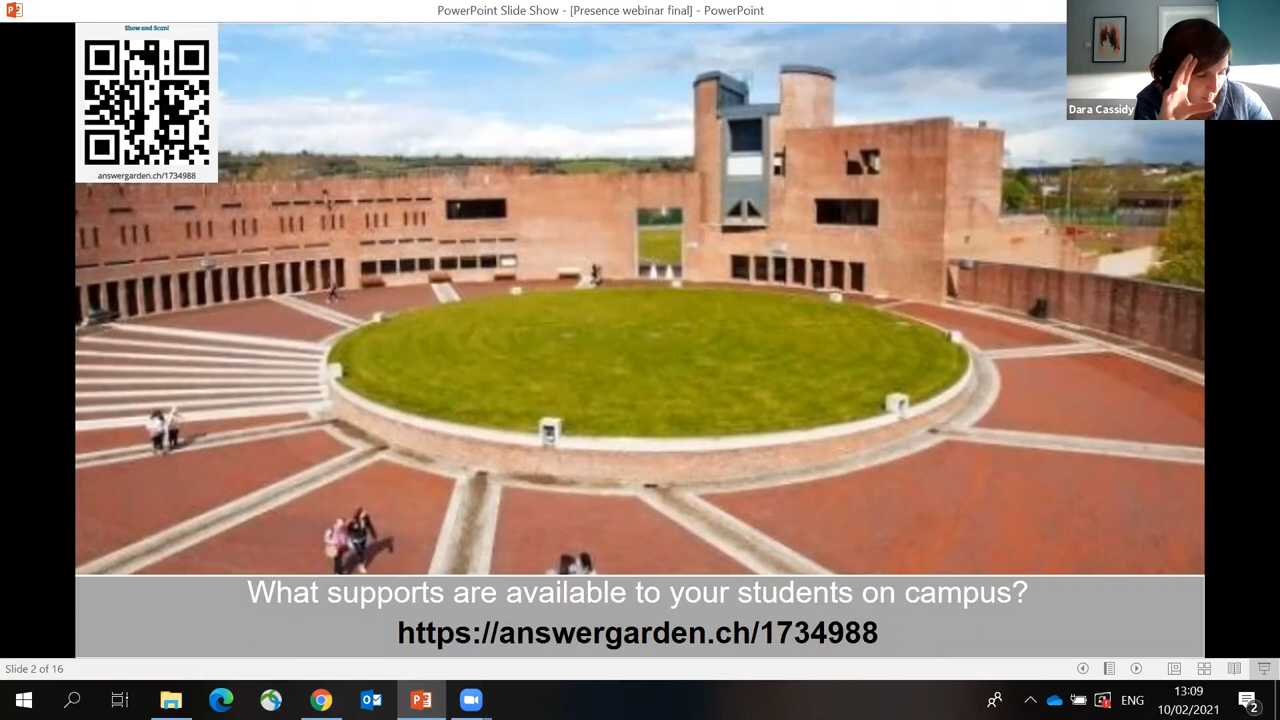 PowerPoint Slide Show - [Presence webinar final] - PowerPoint
Show and Scan!
answergarden.ch/1734988
Dara Cassidy
What supports are available to your students on campus?
https://answergarden.ch/1734988
Slide 2 of 16
ENG
13:09
10/02/2021
2